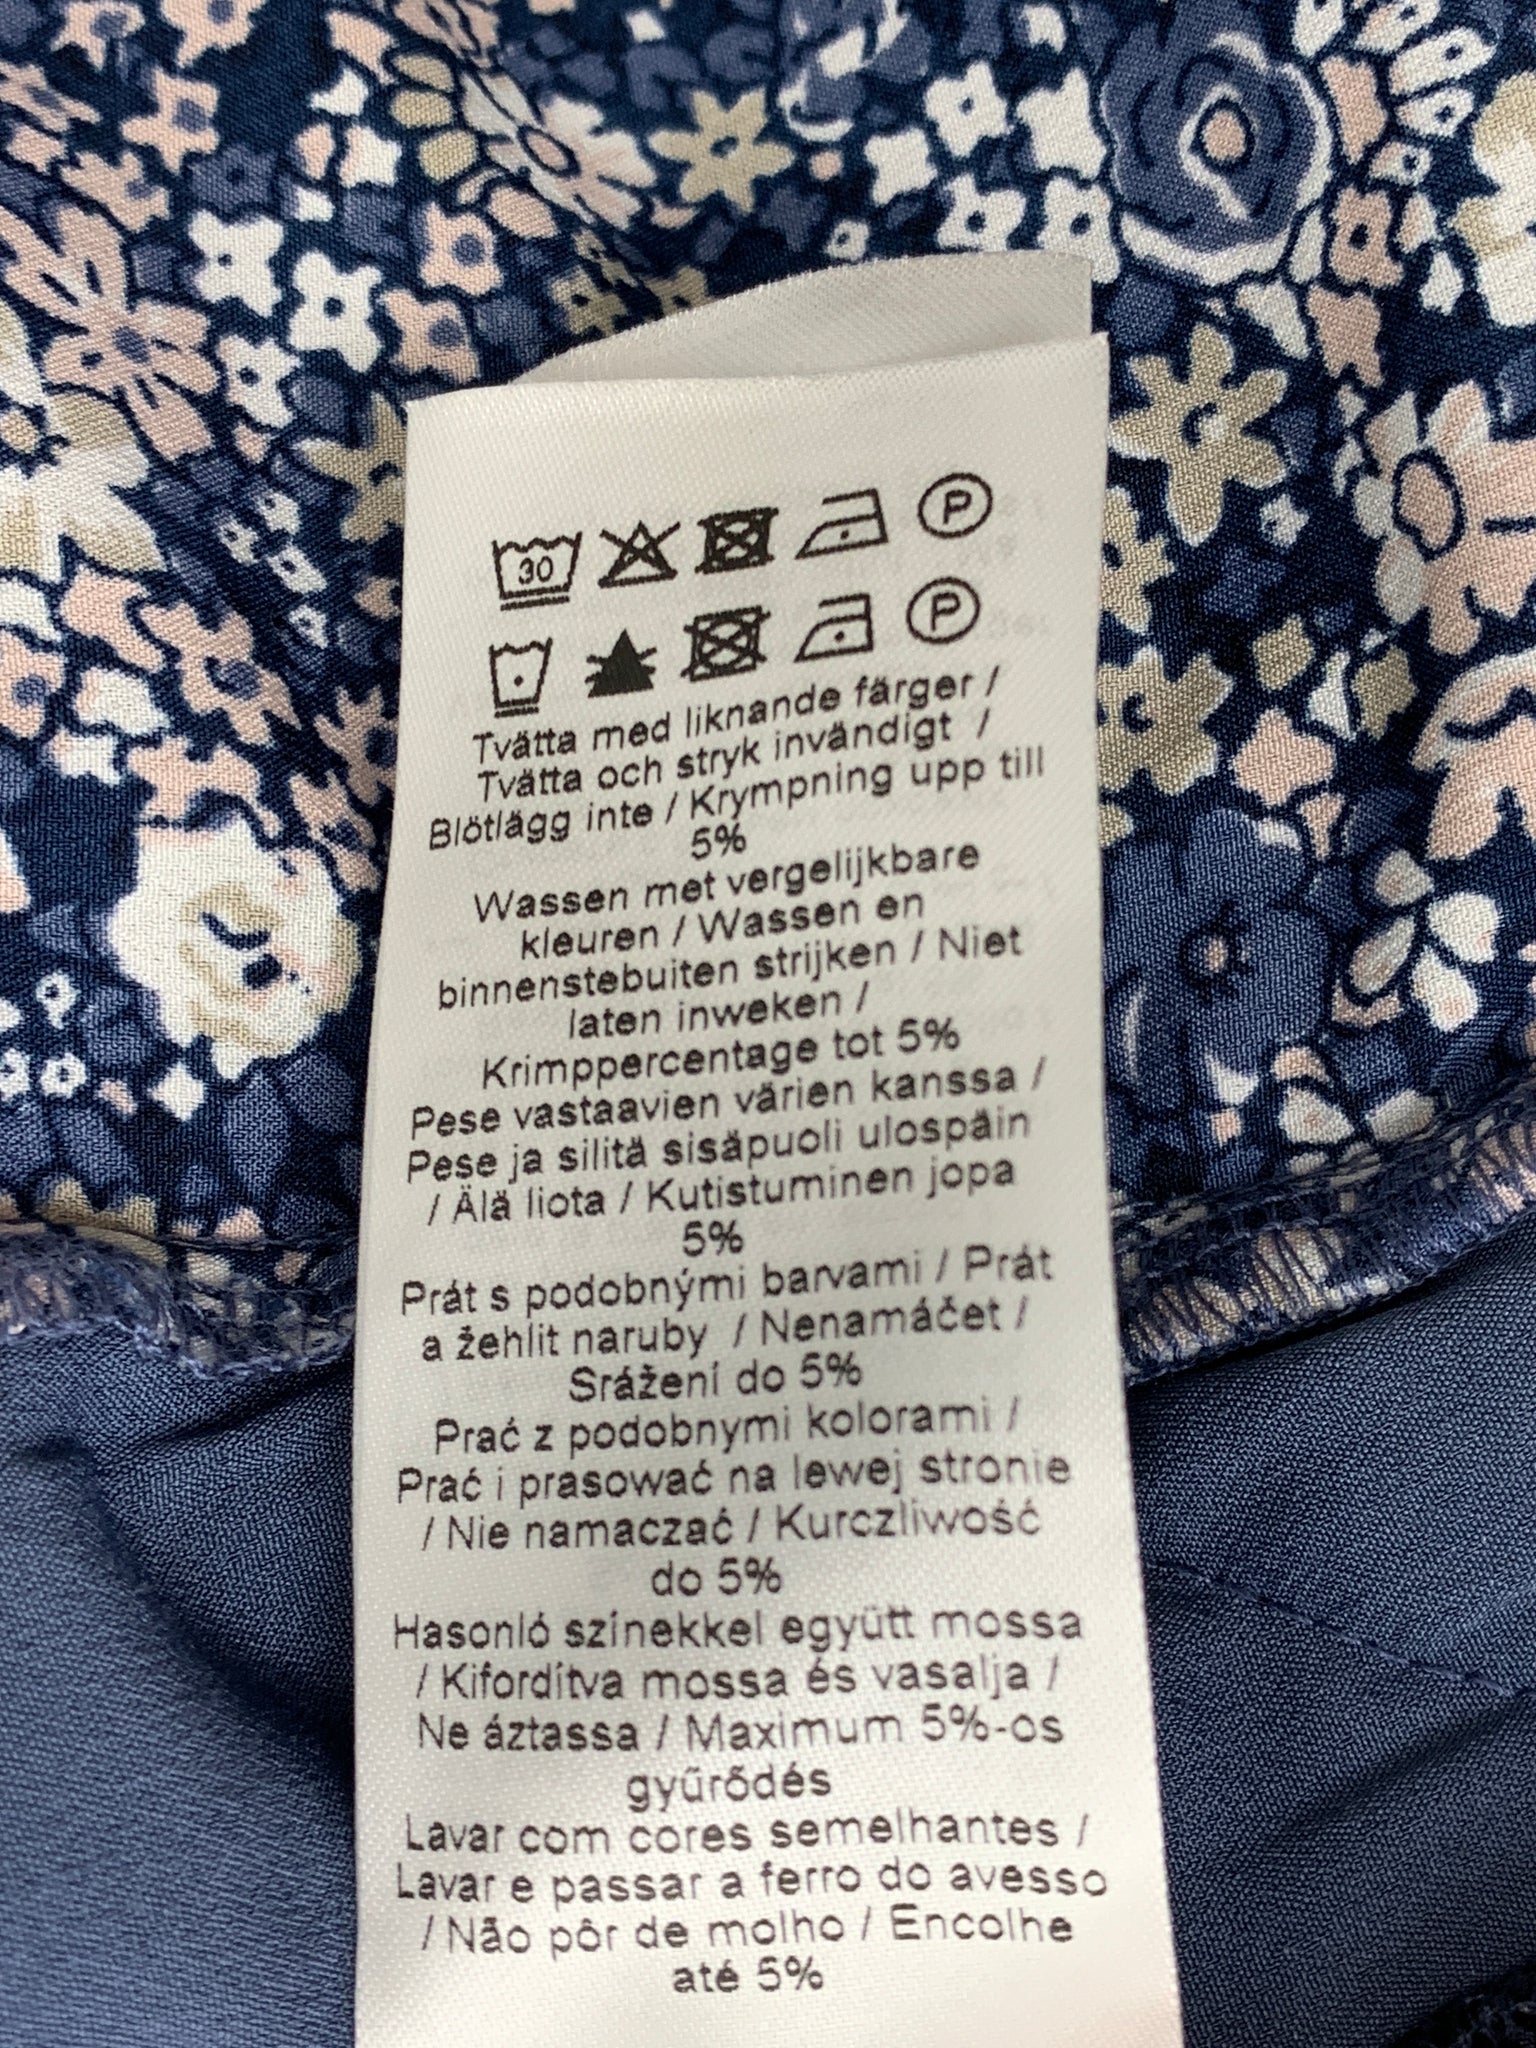 30 P
P
Tvätta med liknande färger /
Tvätta och stryk invändigt /
Blötlägg inte / Krympning upp till
5%
Wassen met vergelijkbare
kleuren / Wassen en
binnenstebuiten strijken / Niet
laten inweken /
Krimppercentage tot 5%
Pese vastaavien värien kanssa /
Pese ja silitä sisäpuoli ulospäin
/ Älä liota / Kutistuminen jopa
5%
Prát s podobnými barvami / Prát
a žehlit naruby / Nenamáčet /
Srážení do 5%
Prać z podobnymi kolorami /
Prać i prasować na lewej stronie
/ Nie namaczać / Kurczliwość
do 5%
Hasonló színekkel együtt mossa
/ Kifordítva mossa és vasalja /
Ne áztassa / Maximum 5%-os
gyűrődés
Lavar com cores semelhantes /
Lavar e passar a ferro do avesso
/ Não pôr de molho / Encolhe
até 5%